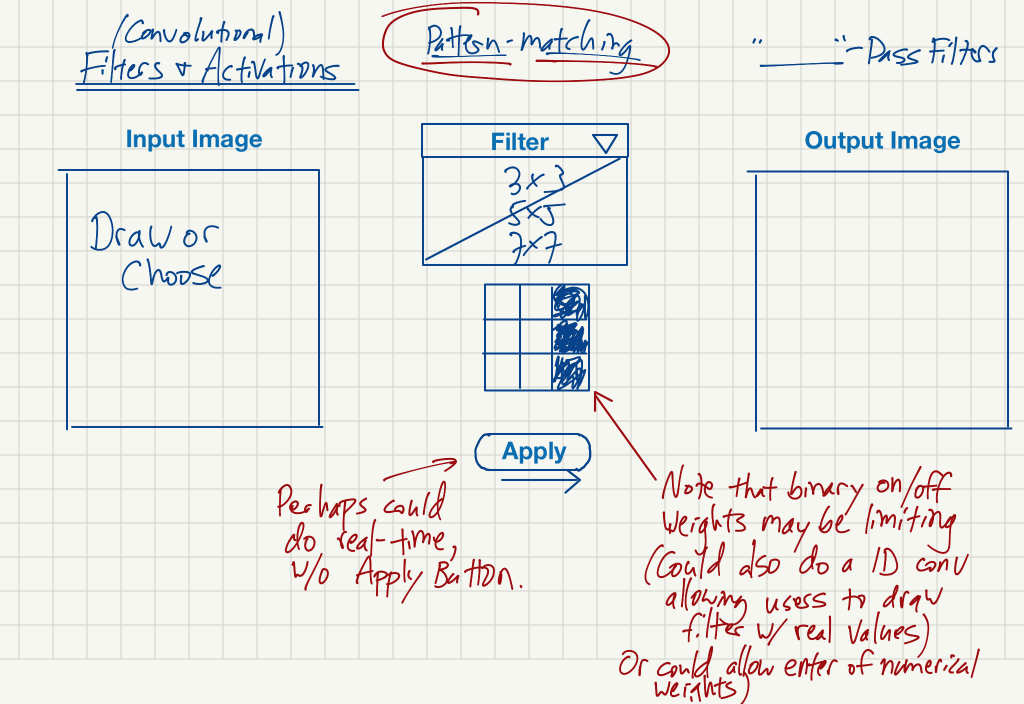 (Convolutional)
Filters & Activations
Pattern-matching
" ______ "-Pass Filters
Input Image
Filter
Output Image
3x3
5x5
7x7
Draw or
Choose
Apply
Perhaps could
do real-time,
w/o Apply Button.
Note that binary on/off
weights may be limiting
(Could also do a 1D conv
allowing users to draw
filter w/ real values)
Or could allow enter of numerical
weights)